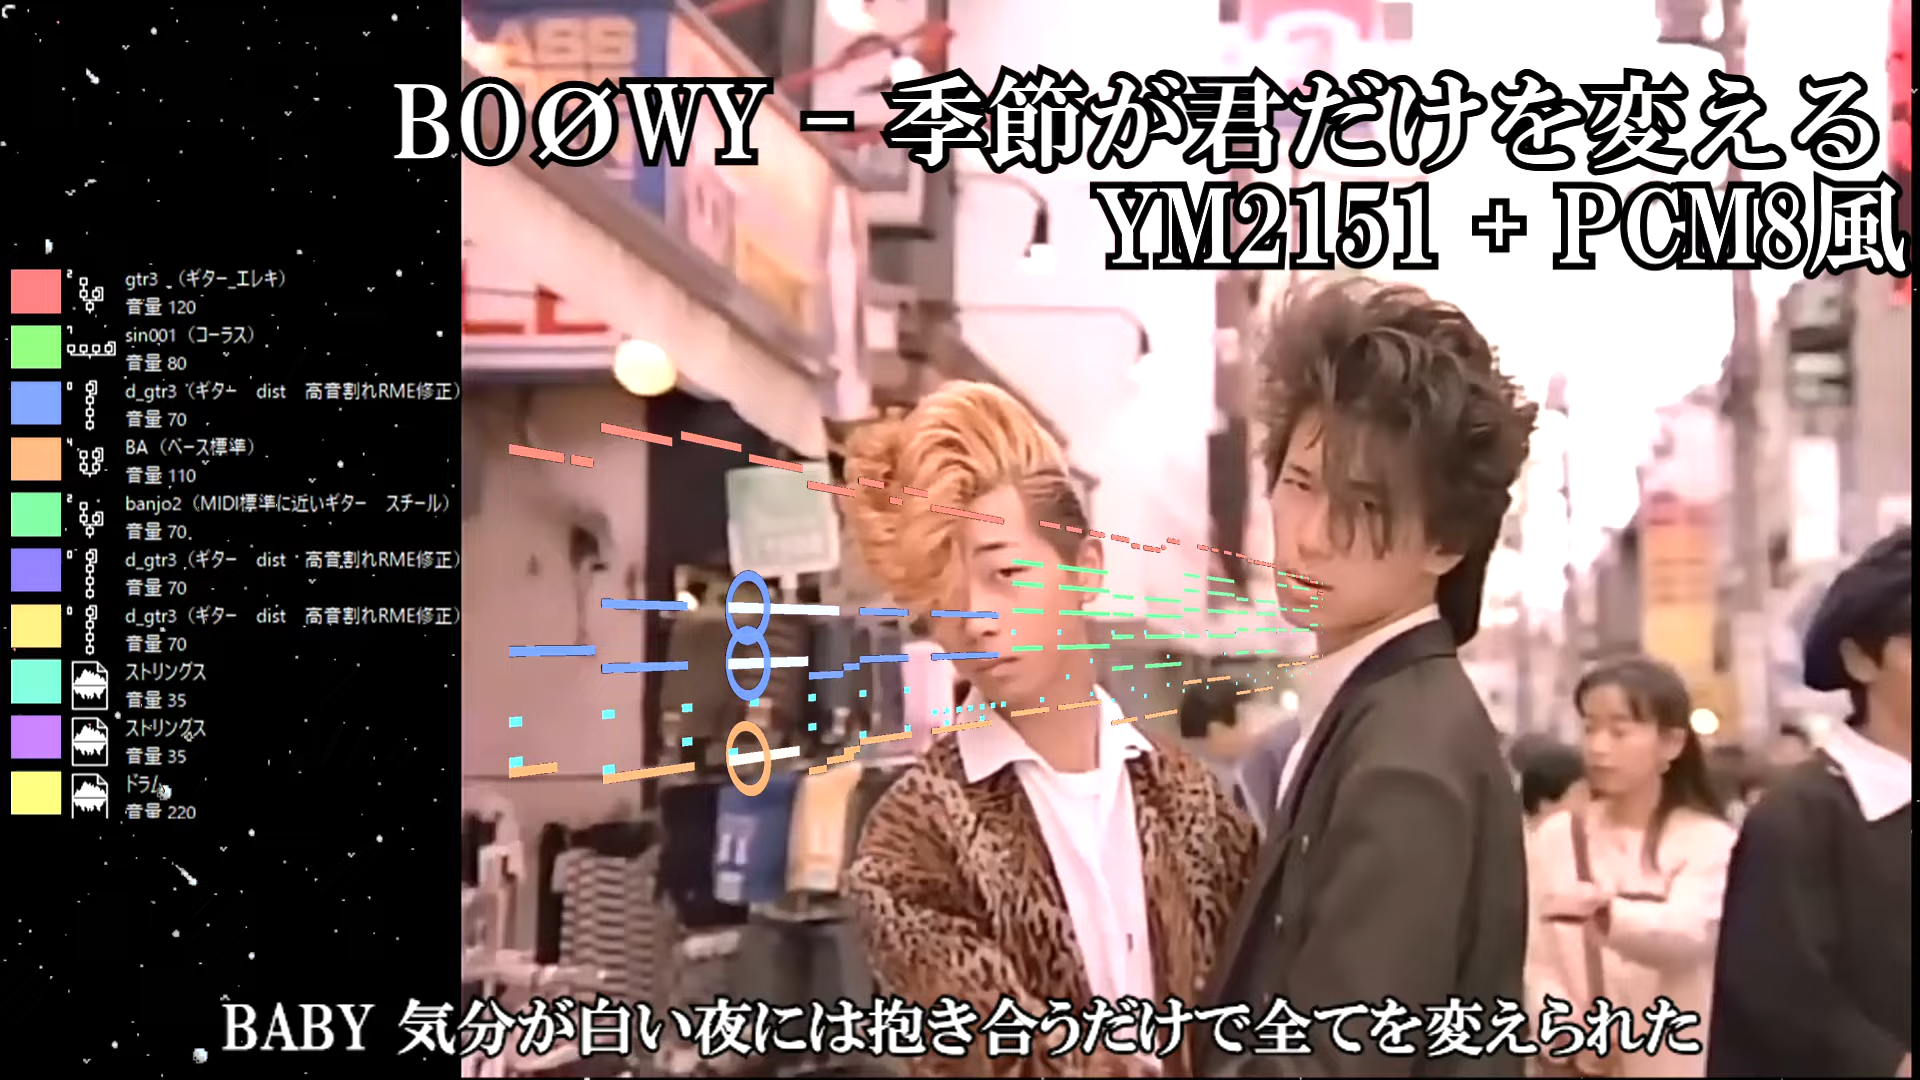 ASS
BOØWY - 季節が君だけを変える
YM2151 + PCM8風
gtr3 （ギター_エレキ）
音量 120
sin001（コーラス）
音量 80
d_gtr3（ギター dist 高音割れRME修正）
音量 70
BA（ベース標準）
音量 110
banjo2（MIDI標準に近いギター スチール）
音量 70
d_gtr3（ギター dist 高音割れRME修正）
音量 70
d_gtr3（ギター dist 高音割れRME修正）
音量 70
ストリングス
音量 35
ストリングス
音量 35
ドラム
音量 220
BABY 気分が白い夜には抱き合うだけで全てを変えられた